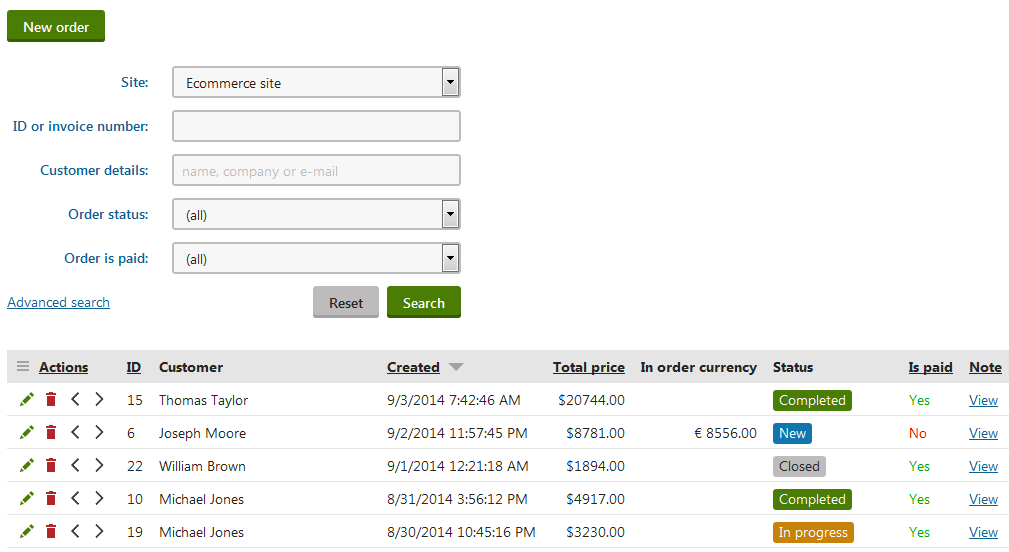 New order
Site: Ecommerce site
ID or invoice number:
Customer details: name, company or e-mail
Order status: (all)
Order is paid: (all)
Advanced search Reset Search
Actions ID Customer Created Total price In order currency Status Is paid Note
15 Thomas Taylor 9/3/2014 7:42:46 AM $20744.00 Completed Yes View
6 Joseph Moore 9/2/2014 11:57:45 PM $8781.00 € 8556.00 New No View
22 William Brown 9/1/2014 12:21:18 AM $1894.00 Closed Yes View
10 Michael Jones 8/31/2014 3:56:12 PM $4917.00 Completed Yes View
19 Michael Jones 8/30/2014 10:45:16 PM $3230.00 In progress Yes View